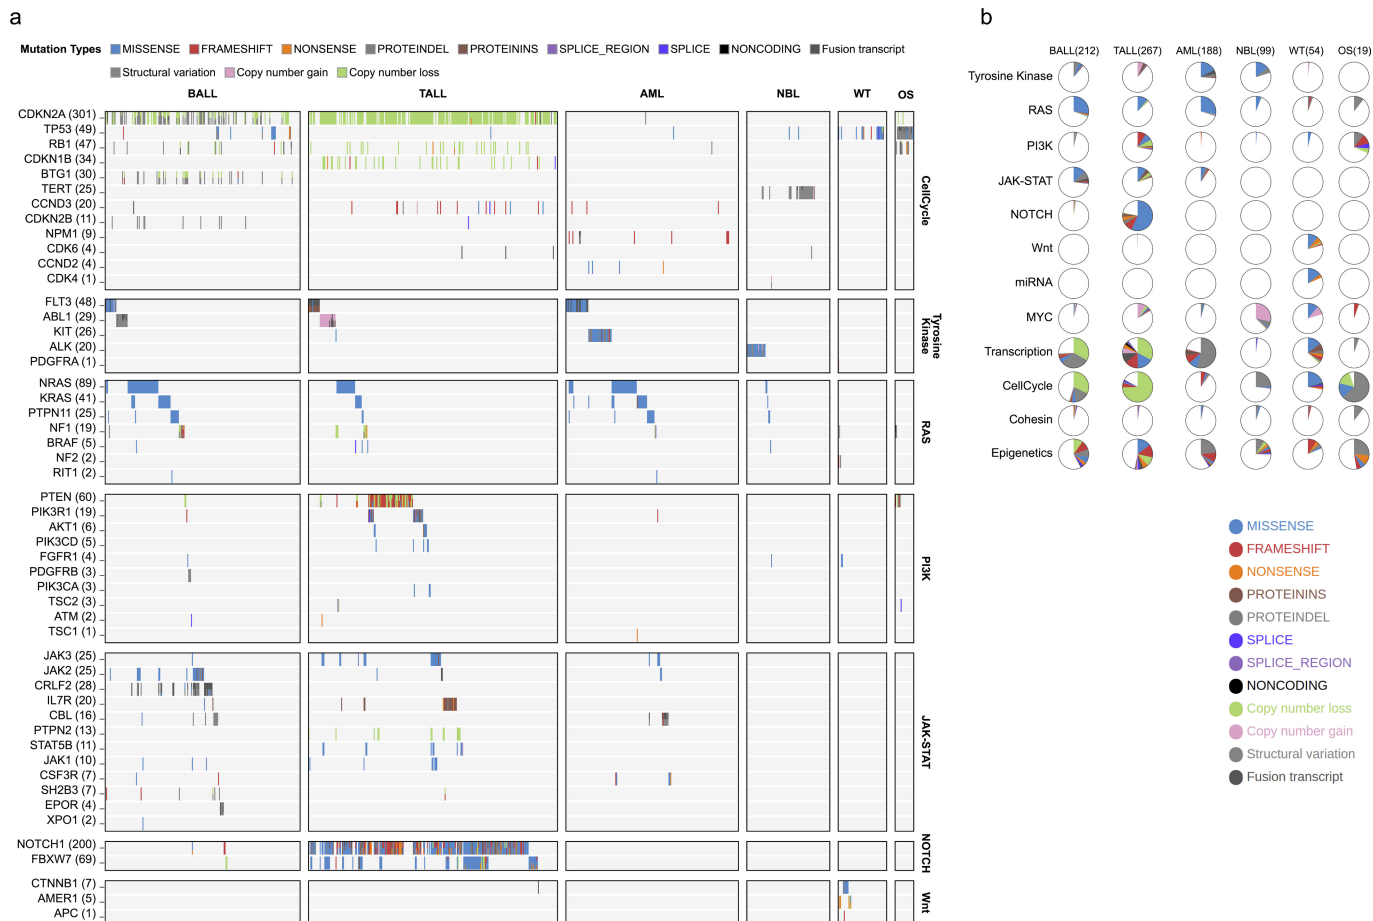 a
b
Mutation Types MISSENSE FRAMESHIFT NONSENSE PROTEINDEL PROTEININS SPLICE_REGION SPLICE NONCODING Fusion transcript
Structural variation Copy number gain Copy number loss
BALL TALL AML NBL WT OS
CDKN2A (301)
TP53 (49)
RB1 (47)
CDKN1B (34)
BTG1 (30)
TERT (25)
CCND3 (20)
CDKN2B (11)
NPM1 (9)
CDK6 (4)
CCND2 (4)
CDK4 (1)
CellCycle
FLT3 (48)
ABL1 (29)
KIT (26)
ALK (20)
PDGFRA (1)
Tyrosine
Kinase
NRAS (89)
KRAS (41)
PTPN11 (25)
NF1 (19)
BRAF (5)
NF2 (2)
RIT1 (2)
RAS
PTEN (60)
PIK3R1 (19)
AKT1 (6)
PIK3CD (5)
FGFR1 (4)
PDGFRB (3)
PIK3CA (3)
TSC2 (3)
ATM (2)
TSC1 (1)
PI3K
JAK3 (25)
JAK2 (25)
CRLF2 (28)
IL7R (20)
CBL (16)
PTPN2 (13)
STAT5B (11)
JAK1 (10)
CSF3R (7)
SH2B3 (7)
EPOR (4)
XPO1 (2)
JAK-STAT
NOTCH1 (200)
FBXW7 (69)
NOTCH
CTNNB1 (7)
AMER1 (5)
APC (1)
Wnt
BALL(212) TALL(267) AML(188) NBL(99) WT(54) OS(19)
Tyrosine Kinase
RAS
PI3K
JAK-STAT
NOTCH
Wnt
miRNA
MYC
Transcription
CellCycle
Cohesin
Epigenetics
MISSENSE
FRAMESHIFT
NONSENSE
PROTEININS
PROTEINDEL
SPLICE
SPLICE_REGION
NONCODING
Copy number loss
Copy number gain
Structural variation
Fusion transcript